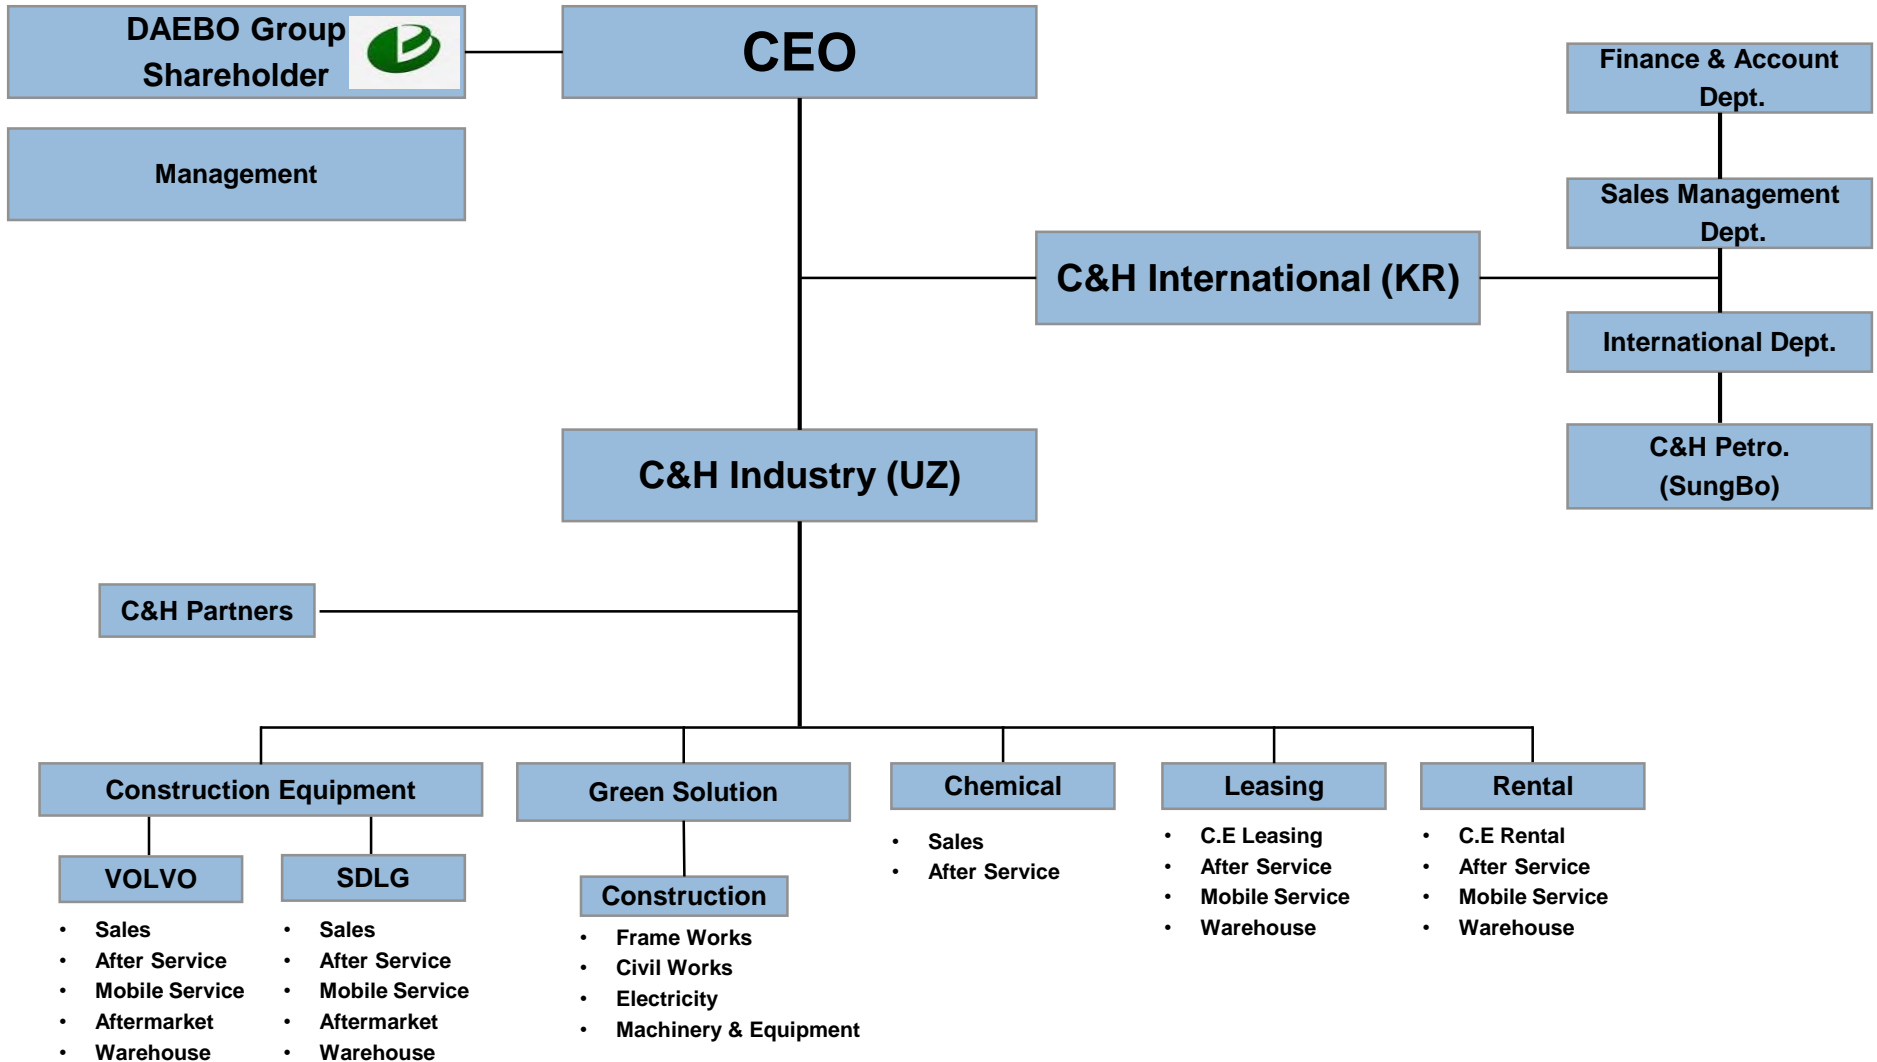 DAEBO Group
Shareholder
CEO
Finance & Account
Dept.
Management
Sales Management
Dept.
C&H International (KR)
International Dept.
C&H Industry (UZ)
C&H Petro.
(SungBo)
C&H Partners
Construction Equipment
Green Solution
Chemical
Leasing
Rental
VOLVO
• Sales
• After Service
• Mobile Service
• Aftermarket
• Warehouse
SDLG
• Sales
• After Service
• Mobile Service
• Aftermarket
• Warehouse
Construction
• Frame Works
• Civil Works
• Electricity
• Machinery & Equipment
• Sales
• After Service
• C.E Leasing
• After Service
• Mobile Service
• Warehouse
• C.E Rental
• After Service
• Mobile Service
• Warehouse